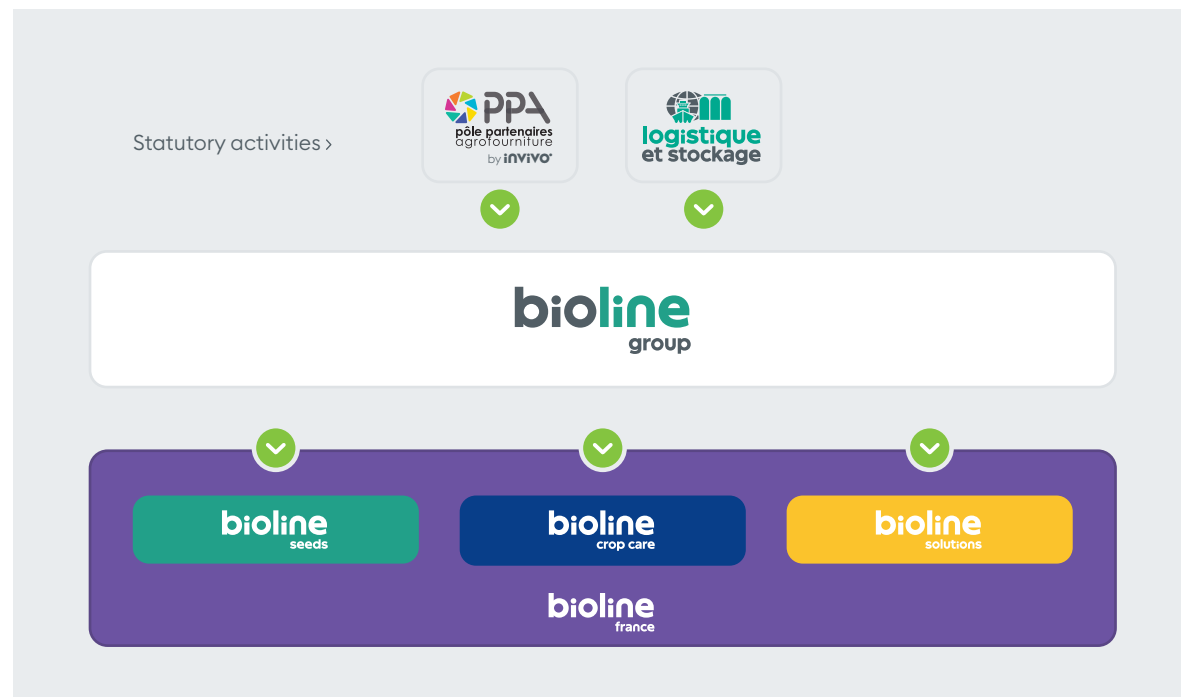 Statutory activities ›
PPA
pôle partenaires
agrofourniture
by invivo
logistique
et stockage
bioline
group
bioline
seeds
bioline
crop care
bioline
solutions
bioline
france